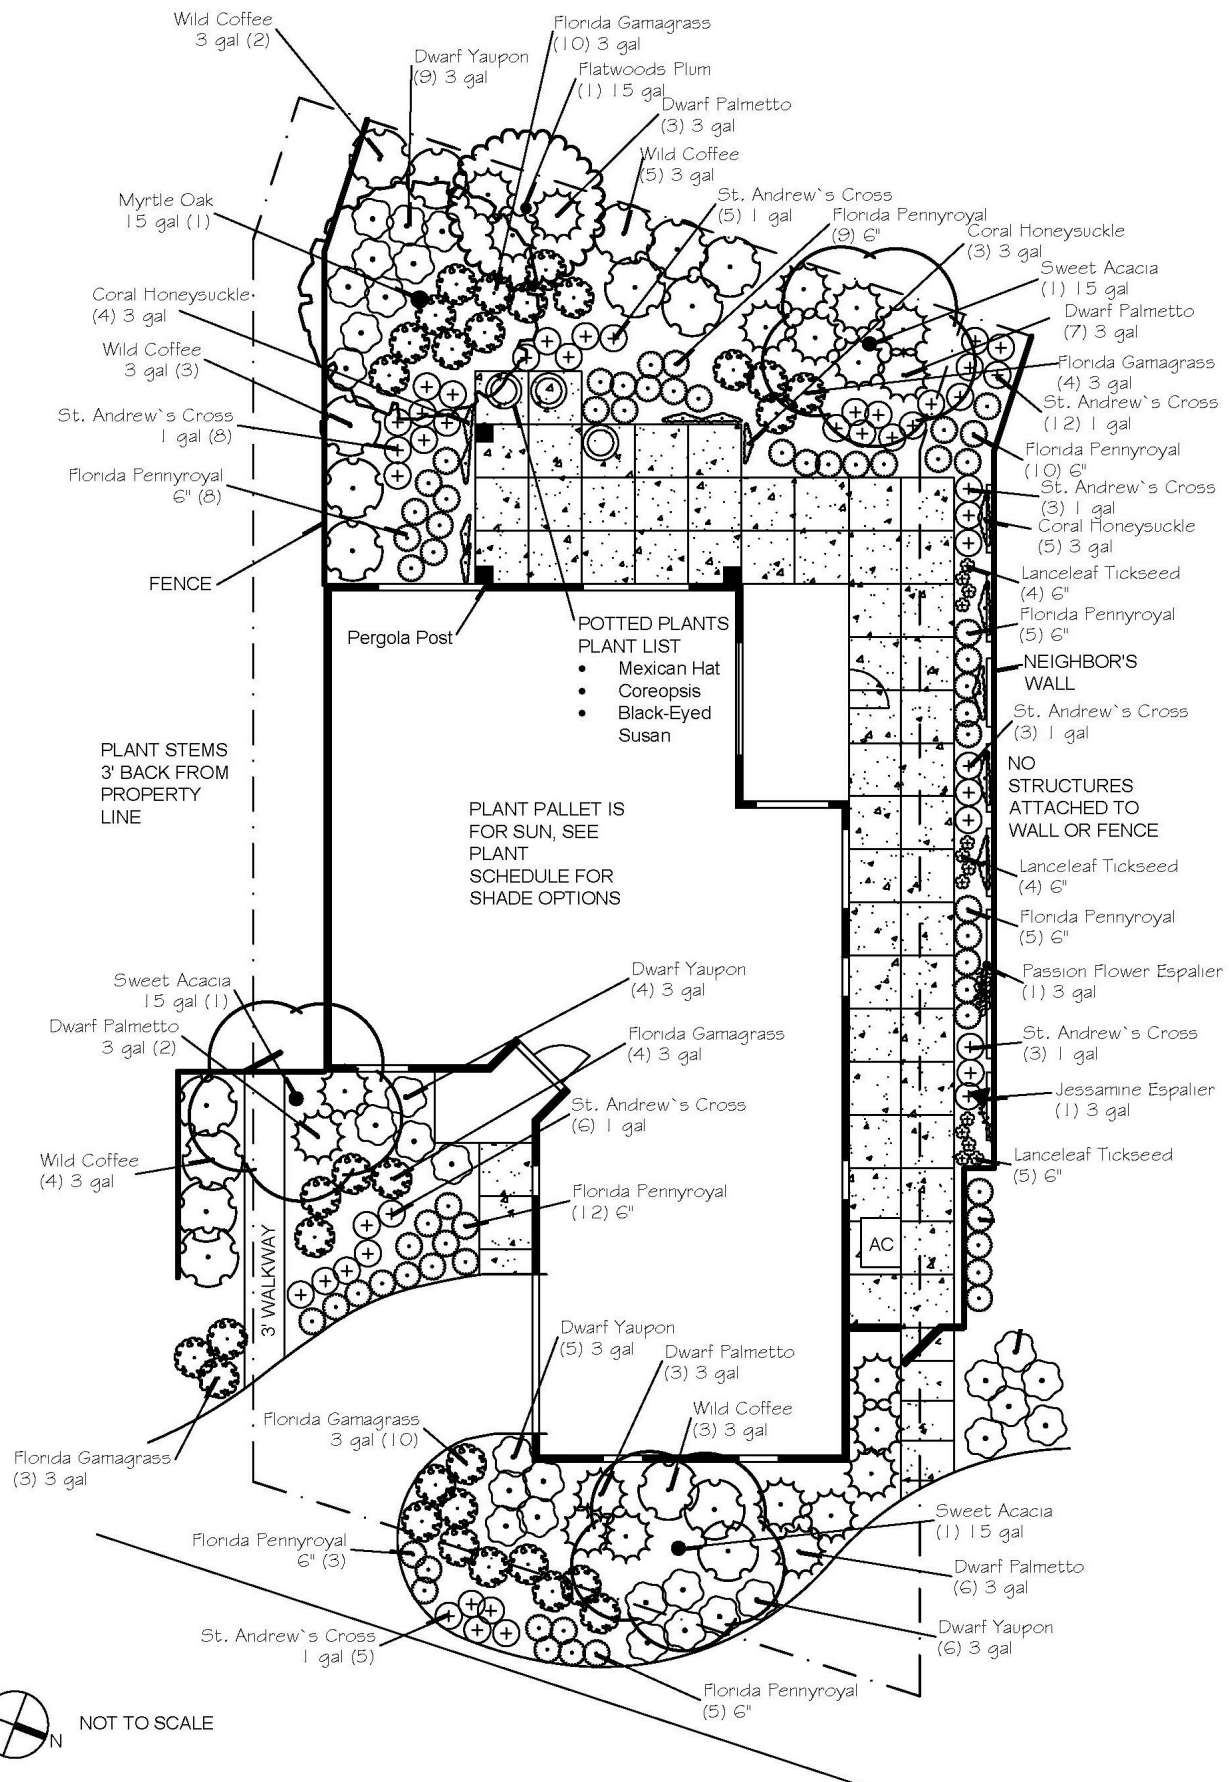 Wild Coffee
3 gal (2)
Florida Gamagrass
(10) 3 gal
Dwarf Yaupon
(9) 3 gal
Flatwoods Plum
(1) 15 gal
Dwarf Palmetto
(3) 3 gal
Wild Coffee
(5) 3 gal
Myrtle Oak
15 gal (1)
St. Andrew`s Cross
(5) 1 gal
Florida Pennyroyal
(9) 6"
Coral Honeysuckle
(3) 3 gal
Sweet Acacia
(1) 15 gal
Coral Honeysuckle
(4) 3 gal
Dwarf Palmetto
(7) 3 gal
Wild Coffee
3 gal (3)
Florida Gamagrass
(4) 3 gal
St. Andrew`s Cross
1 gal (8)
St. Andrew`s Cross
(12) 1 gal
Florida Pennyroyal
6" (8)
Florida Pennyroyal
(10) 6"
St. Andrew`s Cross
(3) 1 gal
Coral Honeysuckle
(5) 3 gal
FENCE
Lanceleaf Tickseed
(4) 6"
Florida Pennyroyal
(5) 6"
Pergola Post
POTTED PLANTS
PLANT LIST
• Mexican Hat
• Coreopsis
• Black-Eyed
Susan
NEIGHBOR'S
WALL
St. Andrew`s Cross
(3) 1 gal
PLANT STEMS
3' BACK FROM
PROPERTY
LINE
NO
STRUCTURES
ATTACHED TO
WALL OR FENCE
PLANT PALLET IS
FOR SUN, SEE
PLANT
SCHEDULE FOR
SHADE OPTIONS
Lanceleaf Tickseed
(4) 6"
Florida Pennyroyal
(5) 6"
Passion Flower Espalier
(1) 3 gal
Sweet Acacia
15 gal (1)
Dwarf Yaupon
(4) 3 gal
Dwarf Palmetto
3 gal (2)
Florida Gamagrass
(4) 3 gal
St. Andrew`s Cross
(3) 1 gal
St. Andrew`s Cross
(6) 1 gal
Jessamine Espalier
(1) 3 gal
Wild Coffee
(4) 3 gal
Lanceleaf Tickseed
(5) 6"
Florida Pennyroyal
(12) 6"
AC
3' WALKWAY
Dwarf Yaupon
(5) 3 gal
Dwarf Palmetto
(3) 3 gal
Wild Coffee
(3) 3 gal
Florida Gamagrass
3 gal (10)
Florida Gamagrass
(3) 3 gal
Sweet Acacia
(1) 15 gal
Florida Pennyroyal
6" (3)
Dwarf Palmetto
(6) 3 gal
Dwarf Yaupon
(6) 3 gal
St. Andrew`s Cross
1 gal (5)
Florida Pennyroyal
(5) 6"
N
NOT TO SCALE